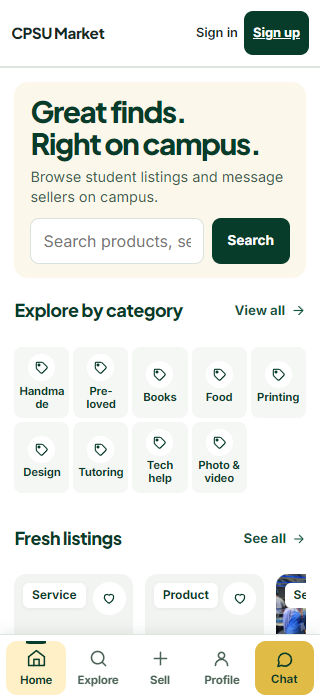 CPSU Market
Sign in
Sign up
Great finds.
Right on campus.
Browse student listings and message
sellers on campus.
Search products, se
Search
Explore by category
View all →
Handma
de
Pre-
loved
Books
Food
Printing
Design
Tutoring
Tech
help
Photo &
video
Fresh listings
See all →
Service
Product
Se
Home
Explore
Sell
Profile
Chat